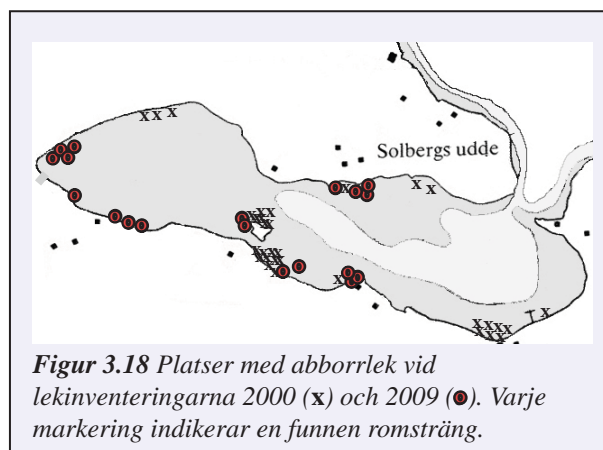 Solbergs udde
Figur 3.18 Platser med abborrlek vid
lekinventeringarna 2000 (x) och 2009 (o). Varje
markering indikerar en funnen romsträng.